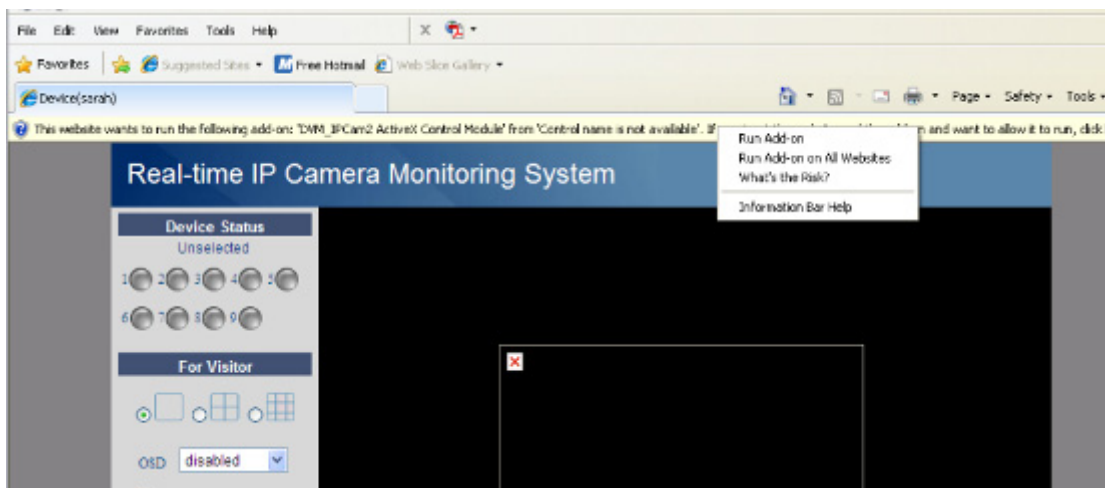 File Edit View Favorites Tools Help
Favorites Suggested Sites Free Hotmail Web Slice Gallery
Device(sarah) Page Safety Tools
This website wants to run the following add-on: 'DVM_IPCam2 ActiveX Control Module' from 'Control name is not available'. If and want to allow it to run, click
Run Add-on
Run Add-on on All Websites
What's the Risk?
Information Bar Help
Real-time IP Camera Monitoring System
Device Status
Unselected
1 2 3 4 5
6 7 8 9
For Visitor
OSD disabled